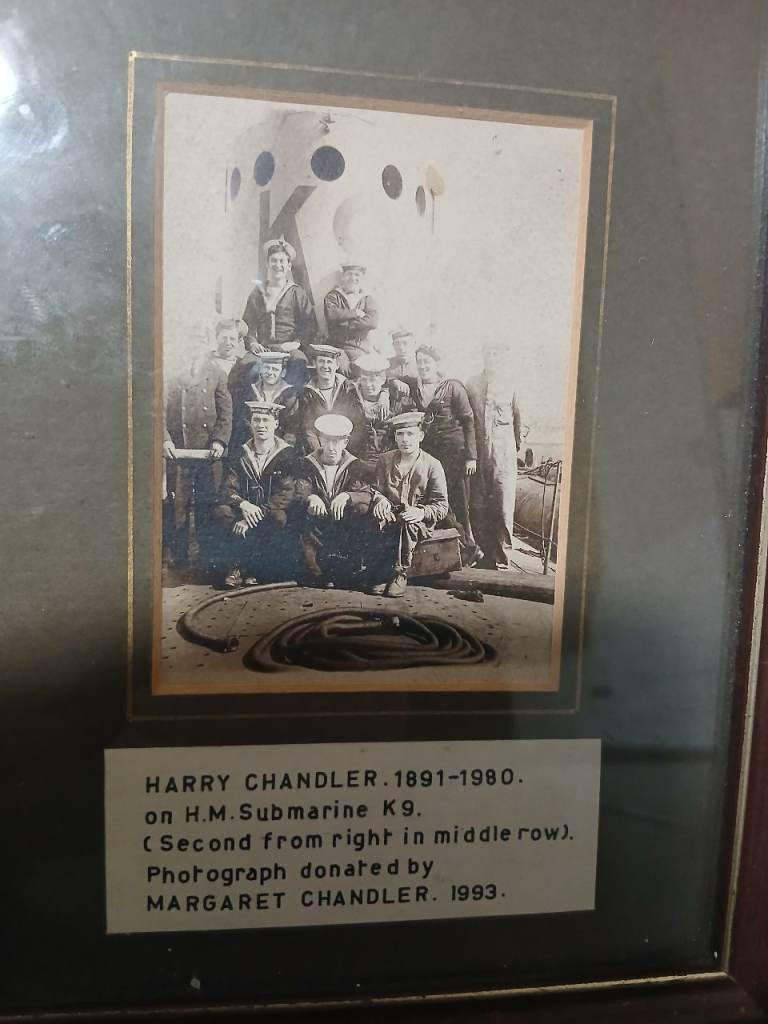 K
HARRY CHANDLER. 1891-1980.
on H.M. Submarine K9.
(Second from right in middle row).
Photograph donated by
MARGARET CHANDLER. 1993.